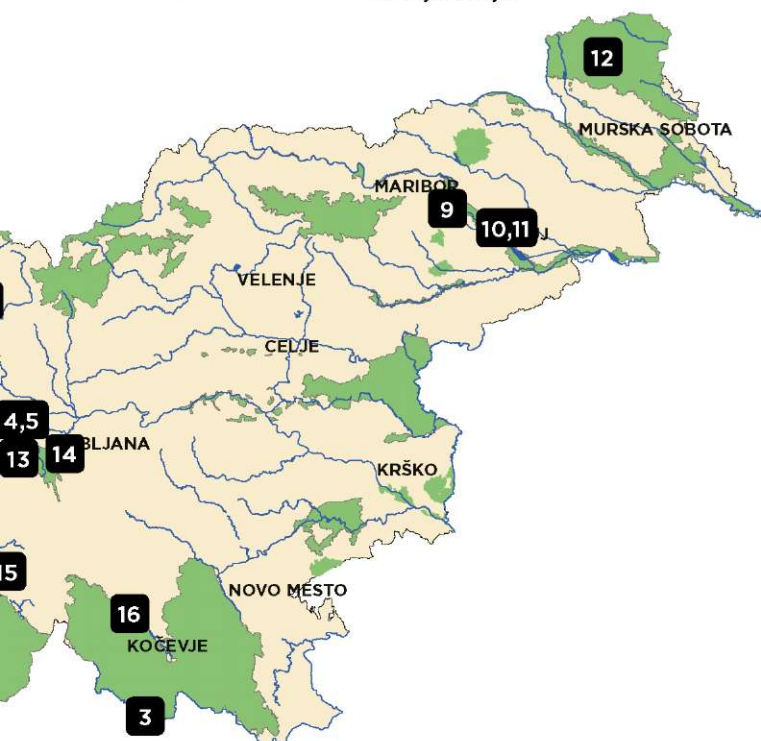 12
MURSKA SOBOTA
MARIBOR
9
10,11
J
VELENJE
CELJE
4,5
BLJANA
13
14
KRŠKO
15
NOVO MESTO
16
KOČEVJE
3